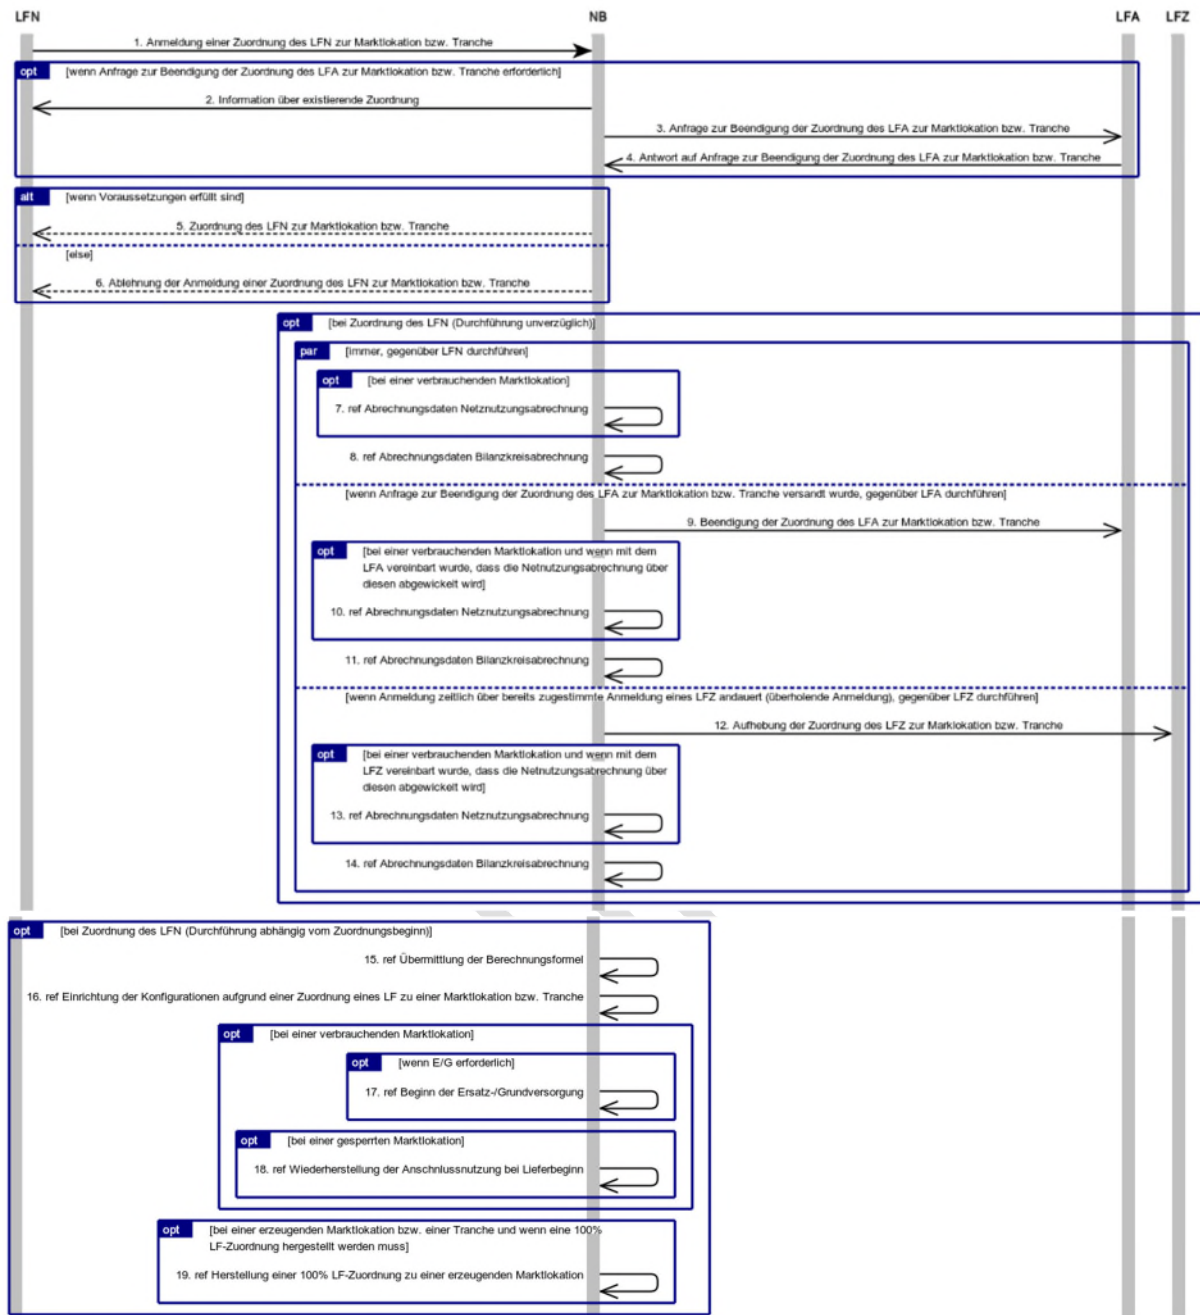 LFN NB LFA LFZ
1. Anmeldung einer Zuordnung des LFN zur Marktlokation bzw. Tranche
opt [wenn Anfrage zur Beendigung der Zuordnung des LFA zur Marktlokation bzw. Tranche erforderlich]
2. Information über existierende Zuordnung
3. Anfrage zur Beendigung der Zuordnung des LFA zur Marktlokation bzw. Tranche
4. Antwort auf Anfrage zur Beendigung der Zuordnung des LFA zur Marktlokation bzw. Tranche
alt [wenn Voraussetzungen erfüllt sind]
5. Zuordnung des LFN zur Marktlokation bzw. Tranche
[else]
6. Ablehnung der Anmeldung einer Zuordnung des LFN zur Marktlokation bzw. Tranche
opt [bei Zuordnung des LFN (Durchführung unverzüglich)]
par [immer, gegenüber LFN durchführen]
opt [bei einer verbrauchenden Marktlokation]
7. ref Abrechnungsdaten Netznutzungsabrechnung
8. ref Abrechnungsdaten Bilanzkreisabrechnung
[wenn Anfrage zur Beendigung der Zuordnung des LFA zur Marktlokation bzw. Tranche versandt wurde, gegenüber LFA durchführen]
9. Beendigung der Zuordnung des LFA zur Marktlokation bzw. Tranche
opt [bei einer verbrauchenden Marktlokation und wenn mit dem
LFA vereinbart wurde, dass die Netnutzungsabrechnung über
diesen abgewickelt wird]
10. ref Abrechnungsdaten Netznutzungsabrechnung
11. ref Abrechnungsdaten Bilanzkreisabrechnung
[wenn Anmeldung zeitlich über bereits zugestimmte Anmeldung eines LFZ andauert (überholende Anmeldung), gegenüber LFZ durchführen]
12. Aufhebung der Zuordnung des LFZ zur Marklokation bzw. Tranche
opt [bei einer verbrauchenden Marktlokation und wenn mit dem
LFZ vereinbart wurde, dass die Netnutzungsabrechnung über
diesen abgewickelt wird]
13. ref Abrechnungsdaten Netznutzungsabrechnung
14. ref Abrechnungsdaten Bilanzkreisabrechnung
opt [bei Zuordnung des LFN (Durchführung abhängig vom Zuordnungsbeginn)]
15. ref Übermittlung der Berechnungsformel
16. ref Einrichtung der Konfigurationen aufgrund einer Zuordnung eines LF zu einer Marktlokation bzw. Tranche
opt [bei einer verbrauchenden Marktlokation]
opt [wenn E/G erforderlich]
17. ref Beginn der Ersatz-/Grundversorgung
opt [bei einer gesperrten Marktlokation]
18. ref Wiederherstellung der Anschnlussnutzung bei Lieferbeginn
opt [bei einer erzeugenden Marktlokation bzw. einer Tranche und wenn eine 100%
LF-Zuordnung hergestellt werden muss]
19. ref Herstellung einer 100% LF-Zuordnung zu einer erzeugenden Marktlokation